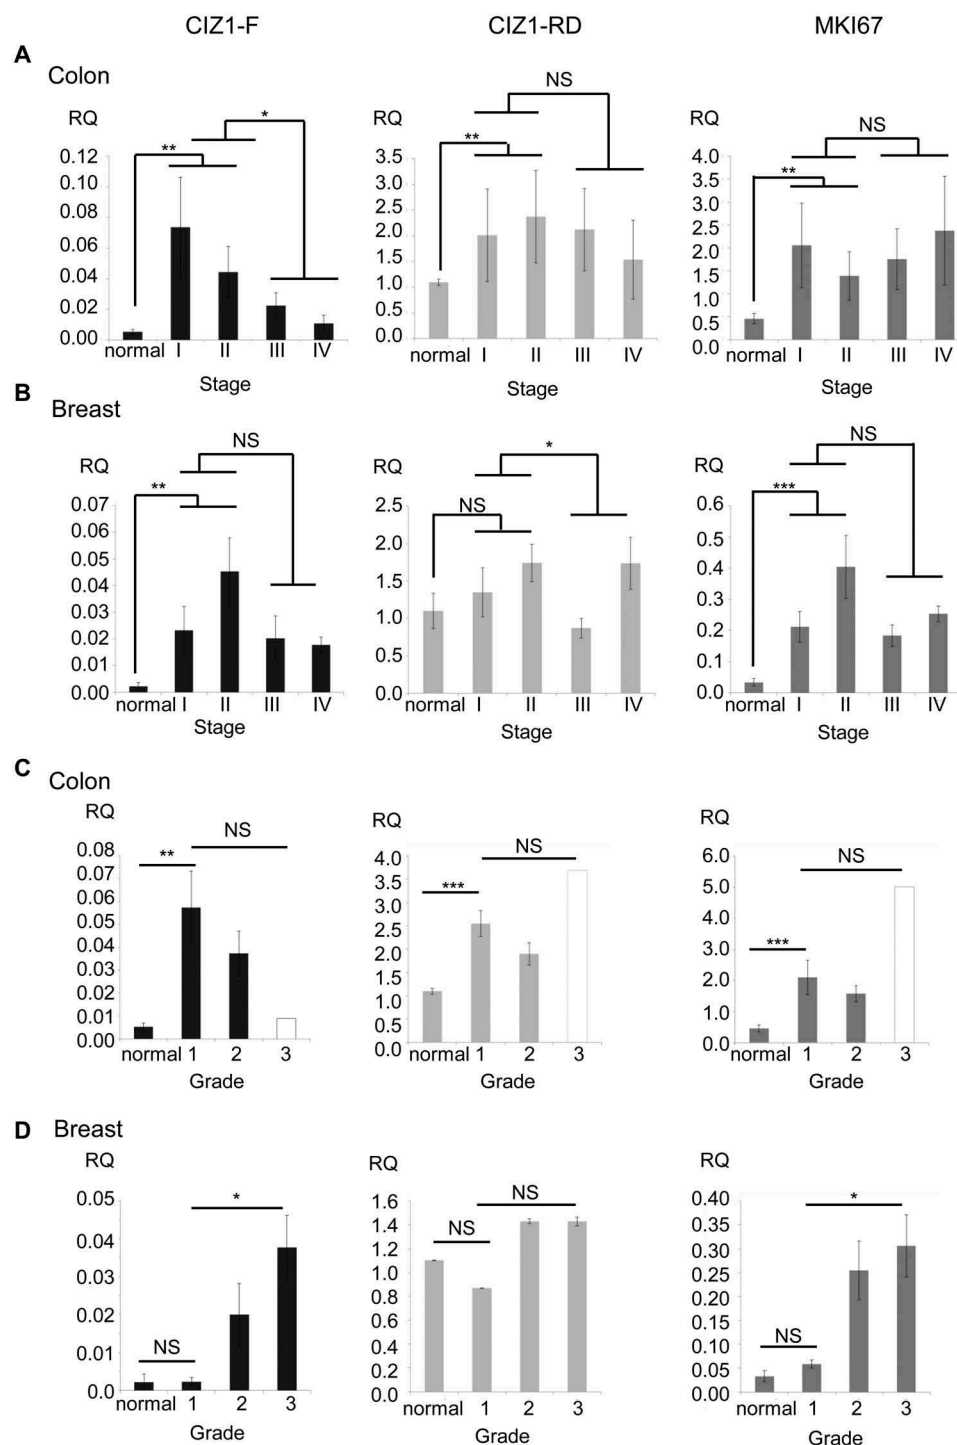 CIZ1-F CIZ1-RD MKI67
A
Colon
RQ
**
*
0.12
0.10
0.08
0.06
0.04
0.02
0.00
normal I II III IV
RQ
**
NS
3.5
3.0
2.5
2.0
1.5
1.0
0.5
0.0
normal I II III IV
Stage
RQ
**
NS
4.0
3.5
3.0
2.5
2.0
1.5
1.0
0.5
0.0
normal I II III IV
Stage
Stage
B
Breast
RQ
**
NS
0.07
0.06
0.05
0.04
0.03
0.02
0.01
0.00
normal I II III IV
Stage
RQ
NS
*
2.5
2.0
1.5
1.0
0.5
0.0
normal I II III IV
Stage
RQ
***
NS
0.6
0.5
0.4
0.3
0.2
0.1
0.0
normal I II III IV
Stage
C
Colon
RQ
**
NS
0.08
0.07
0.06
0.05
0.04
0.03
0.02
0.01
0.00
normal 1 2 3
Grade
RQ
***
NS
4.0
3.5
3.0
2.5
2.0
1.5
1.0
0.5
0.0
normal 1 2 3
Grade
RQ
***
NS
6.0
5.0
4.0
3.0
2.0
1.0
0.0
normal 1 2 3
Grade
D
Breast
RQ
NS
*
0.05
0.04
0.03
0.02
0.01
0.0
normal 1 2 3
Grade
RQ
NS
NS
1.6
1.4
1.2
1.0
0.8
0.6
0.4
0.2
0.0
normal 1 2 3
Grade
RQ
NS
*
0.40
0.35
0.30
0.25
0.20
0.15
0.10
0.05
0.00
normal 1 2 3
Grade